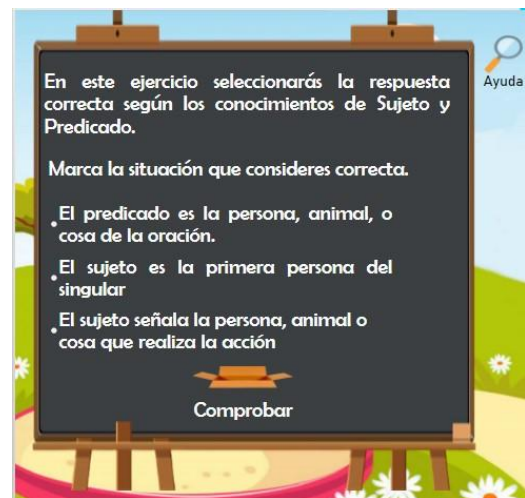 En este ejercicio seleccionarás la respuesta
correcta según los conocimientos de Sujeto y
Predicado.
Marca la situación que consideres correcta.
El predicado es la persona, animal, o
cosa de la oración.
El sujeto es la primera persona del
singular
El sujeto señala la persona, animal o
cosa que realiza la acción
Comprobar
Ayuda